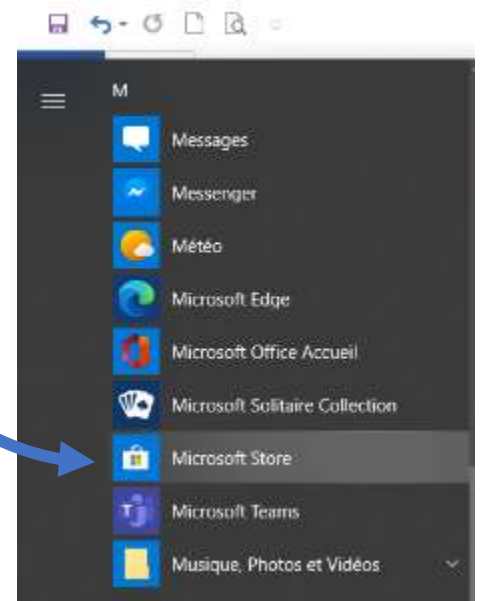 M
Messages
Messenger
Météo
Microsoft Edge
Microsoft Office Accueil
Microsoft Solitaire Collection
Microsoft Store
Microsoft Teams
Musique, Photos et Vidéos